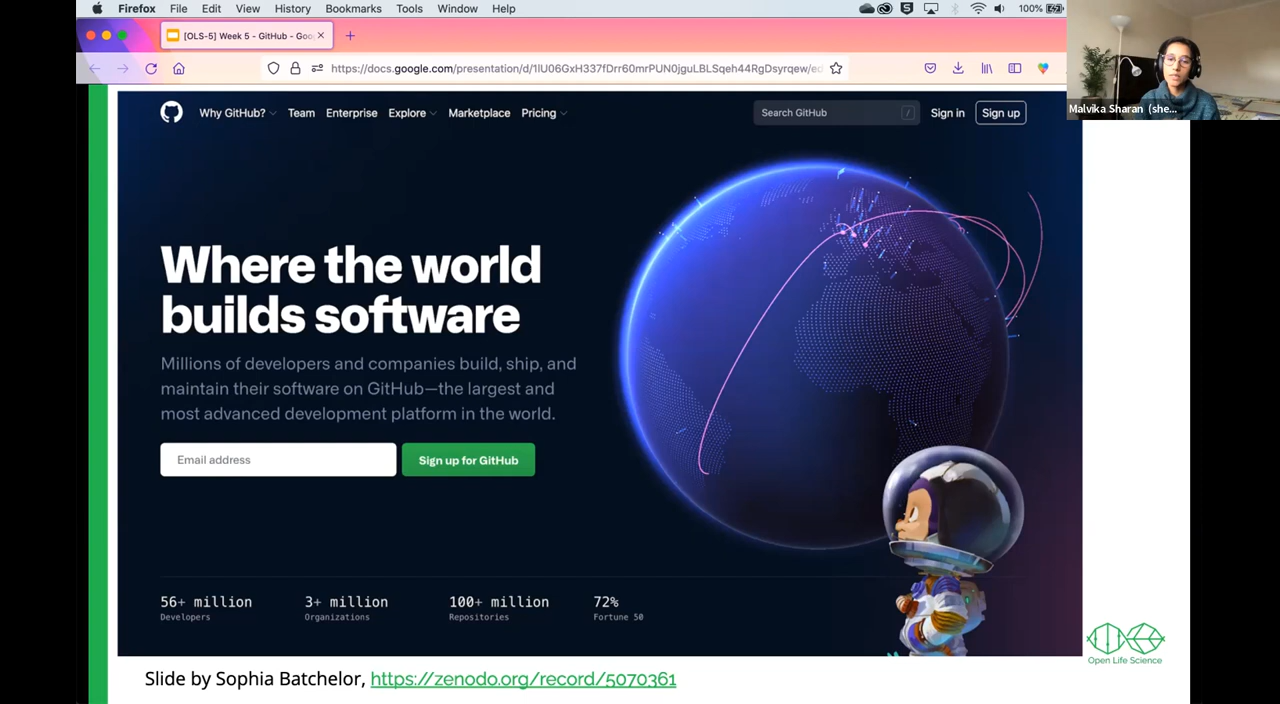 Firefox File Edit View History Bookmarks Tools Window Help 100%
[OLS-5] Week 5 - GitHub - Goo
https://docs.google.com/presentation/d/1lU06GxH337fDrr60mrPUN0jguLBLSqeh44RgDsyrqew/ed
Malvika Sharan (she...
Why GitHub? Team Enterprise Explore Marketplace Pricing Search GitHub / Sign in Sign up
Where the world
builds software
Millions of developers and companies build, ship, and
maintain their software on GitHub—the largest and
most advanced development platform in the world.
Email address Sign up for GitHub
56+ million 3+ million 100+ million 72%
Developers Organizations Repositories Fortune 50
Open Life Science
Slide by Sophia Batchelor, https://zenodo.org/record/5070361